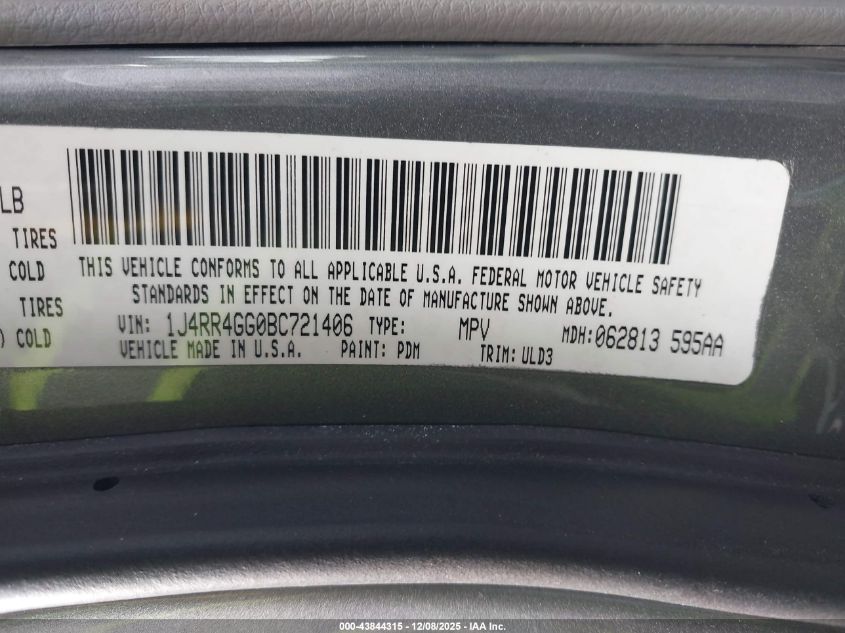 LB
TIRES
COLD
TIRES
) COLD
THIS VEHICLE CONFORMS TO ALL APPLICABLE U.S.A. FEDERAL MOTOR VEHICLE SAFETY
STANDARDS IN EFFECT ON THE DATE OF MANUFACTURE SHOWN ABOVE.
VIN: 1J4RR4GG0BC721406 TYPE: MPV MDH:062813 595AA
VEHICLE MADE IN U.S.A. PAINT: PDM TRIM: ULD3
000-43844315 | 12/08/2025 - IAA Inc.